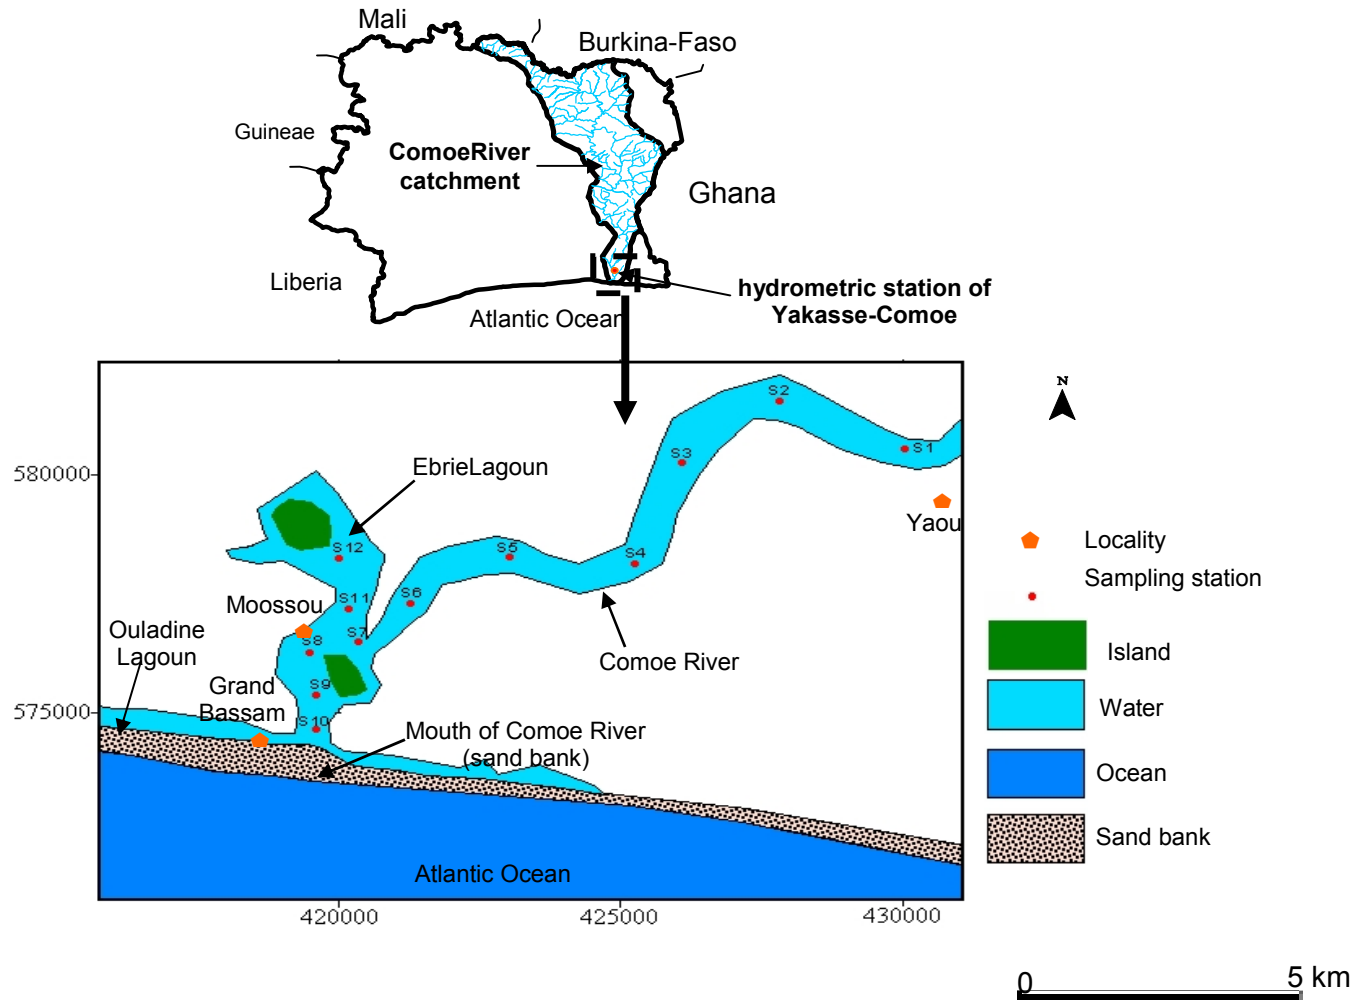 Mali
Burkina-Faso
Guineae
ComoeRiver
catchment
Ghana
Liberia
hydrometric station of
Yakasse-Comoe
Atlantic Ocean
S2
S1
S3
580000
EbrieLagoun
Yaou
S12
S5
S4
S11
S6
Moossou
S7
S8
Ouladine
Lagoun
Comoe River
S9
Grand
Bassam
575000
S10
Mouth of Comoe River
(sand bank)
Atlantic Ocean
420000
425000
430000
N
Locality
Sampling station
Island
Water
Ocean
Sand bank
0
5 km